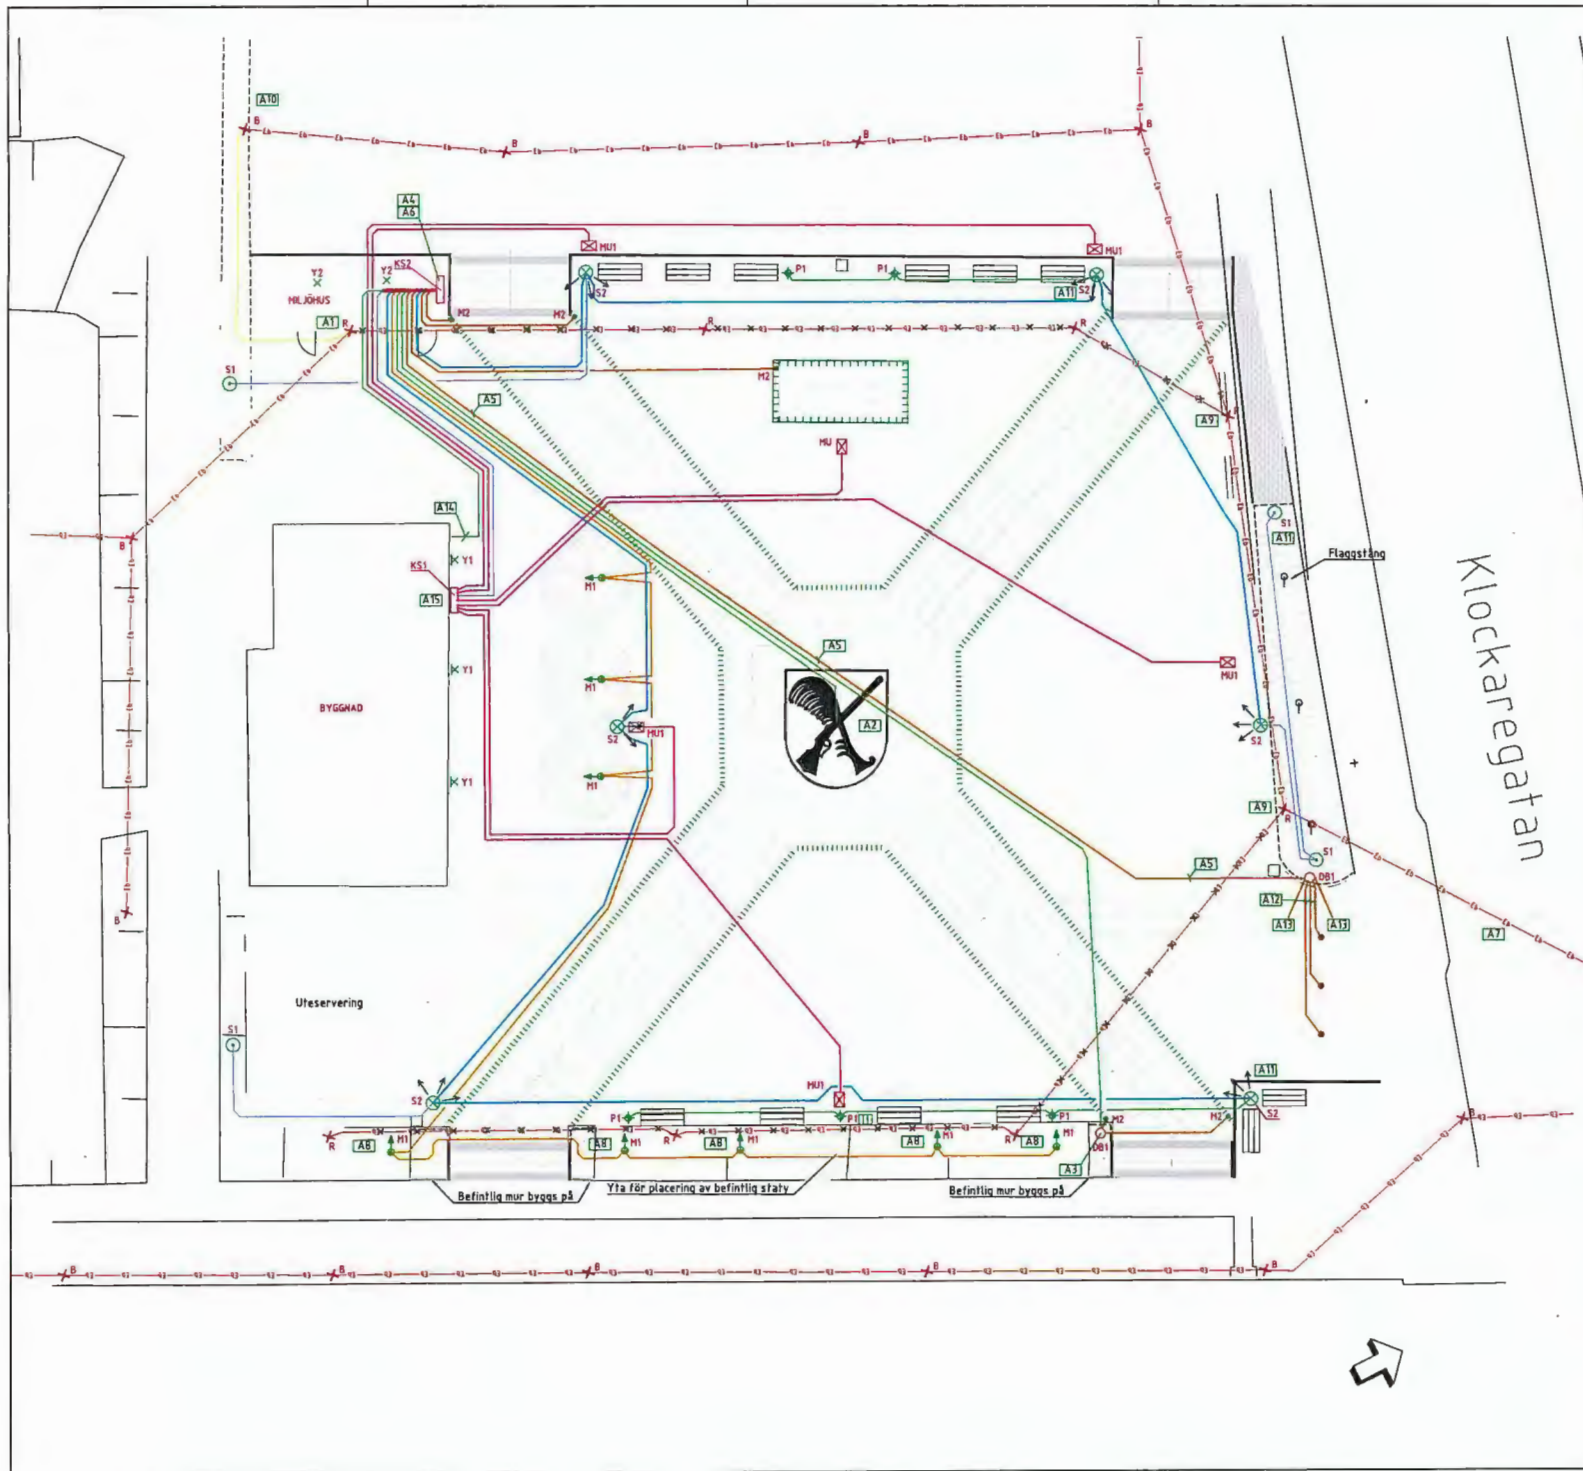 A10
B
B
B
B
A4
A6
MU1
MU1
KS2
Y2
Y2
P1
P1
S2
A11
S2
MILJÖHUS
A1
R
M2
M2
R
R
S1
M2
A5
A9
MU
A14
S1
A11
Flaggstång
B
KS1
Y1
A15
M1
Klockaregatan
A5
Y1
M1
MU1
BYGGNAD
A2
S2
MU1
S2
Y1
M1
A9
R
S1
A5
DB1
A12
A13
A13
A7
B
Uteservering
S1
MU1
A11
S2
S2
P1
P1
P1
M2
M2
B
R
A8
M1
A8
M1
R
A8
M1
A8
M1
R
A8
M1
DB1
A3
Befintlig mur byggs på
Yta för placering av befintlig staty
Befintlig mur byggs på
B
B
B
B
B